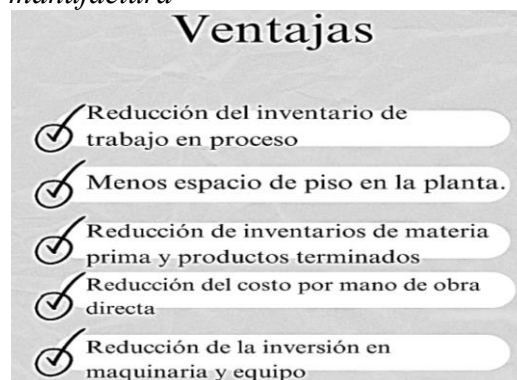 manufactura
Ventajas
Reducción del inventario de
trabajo en proceso
Menos espacio de piso en la planta.
Reducción de inventarios de materia
prima y productos terminados
Reducción del costo por mano de obra
directa
Reducción de la inversión en
maquinaria y equipo